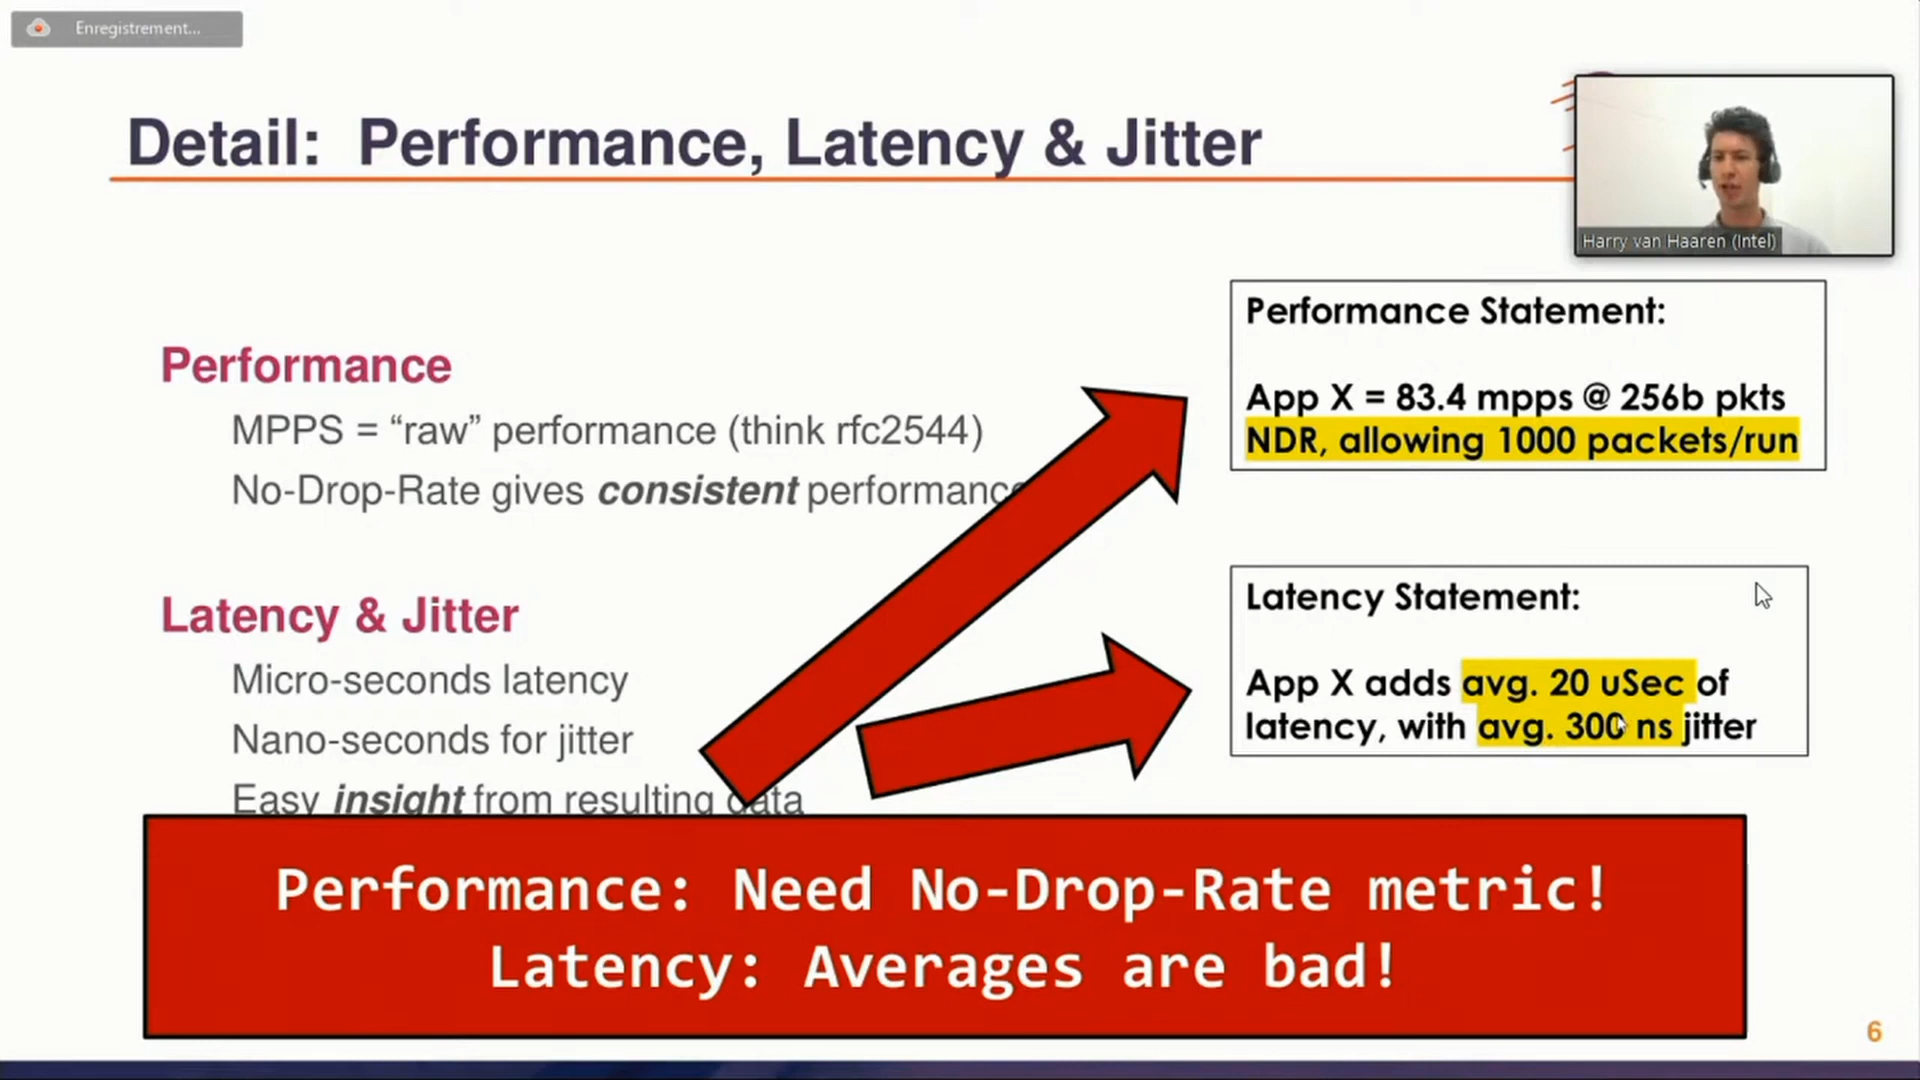 Enregistrement...
Detail: Performance, Latency & Jitter
Harry van Haaren (Intel)
Performance
MPPS = “raw” performance (think rfc2544)
No-Drop-Rate gives consistent performance
Latency & Jitter
Micro-seconds latency
Nano-seconds for jitter
Easy insight from resulting data
Performance Statement:
App X = 83.4 mpps @ 256b pkts
NDR, allowing 1000 packets/run
Latency Statement:
App X adds avg. 20 uSec of
latency, with avg. 300 ns jitter
Performance: Need No-Drop-Rate metric!
Latency: Averages are bad!
6